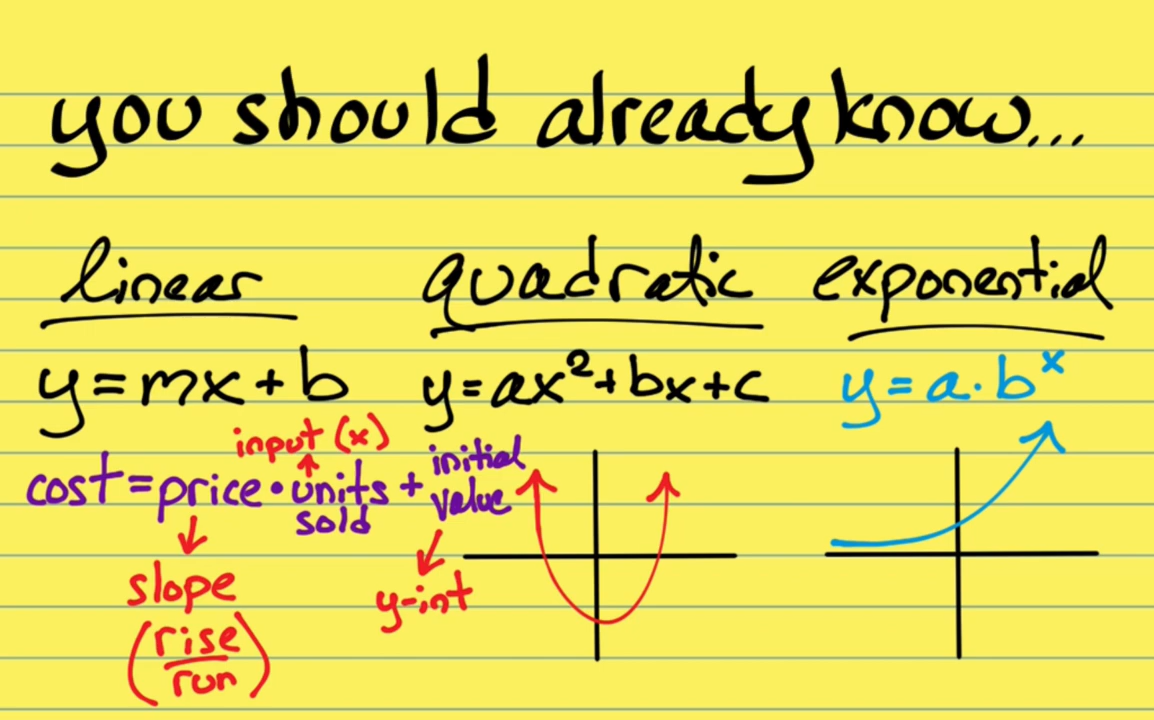 you should already know...
linear
y = mx + b
input (x)
cost = price • units sold + initial value
slope
(rise/run)
y-int
quadratic
y = ax² + bx + c
exponential
y = a · bˣ